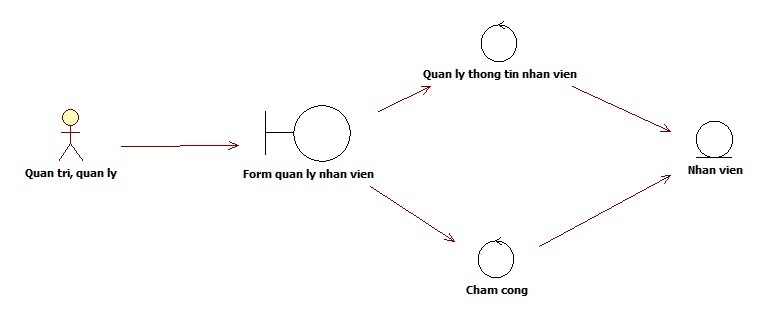 Quan ly thong tin nhan vien
Quan tri, quan ly
Form quan ly nhan vien
Nhan vien
Cham cong